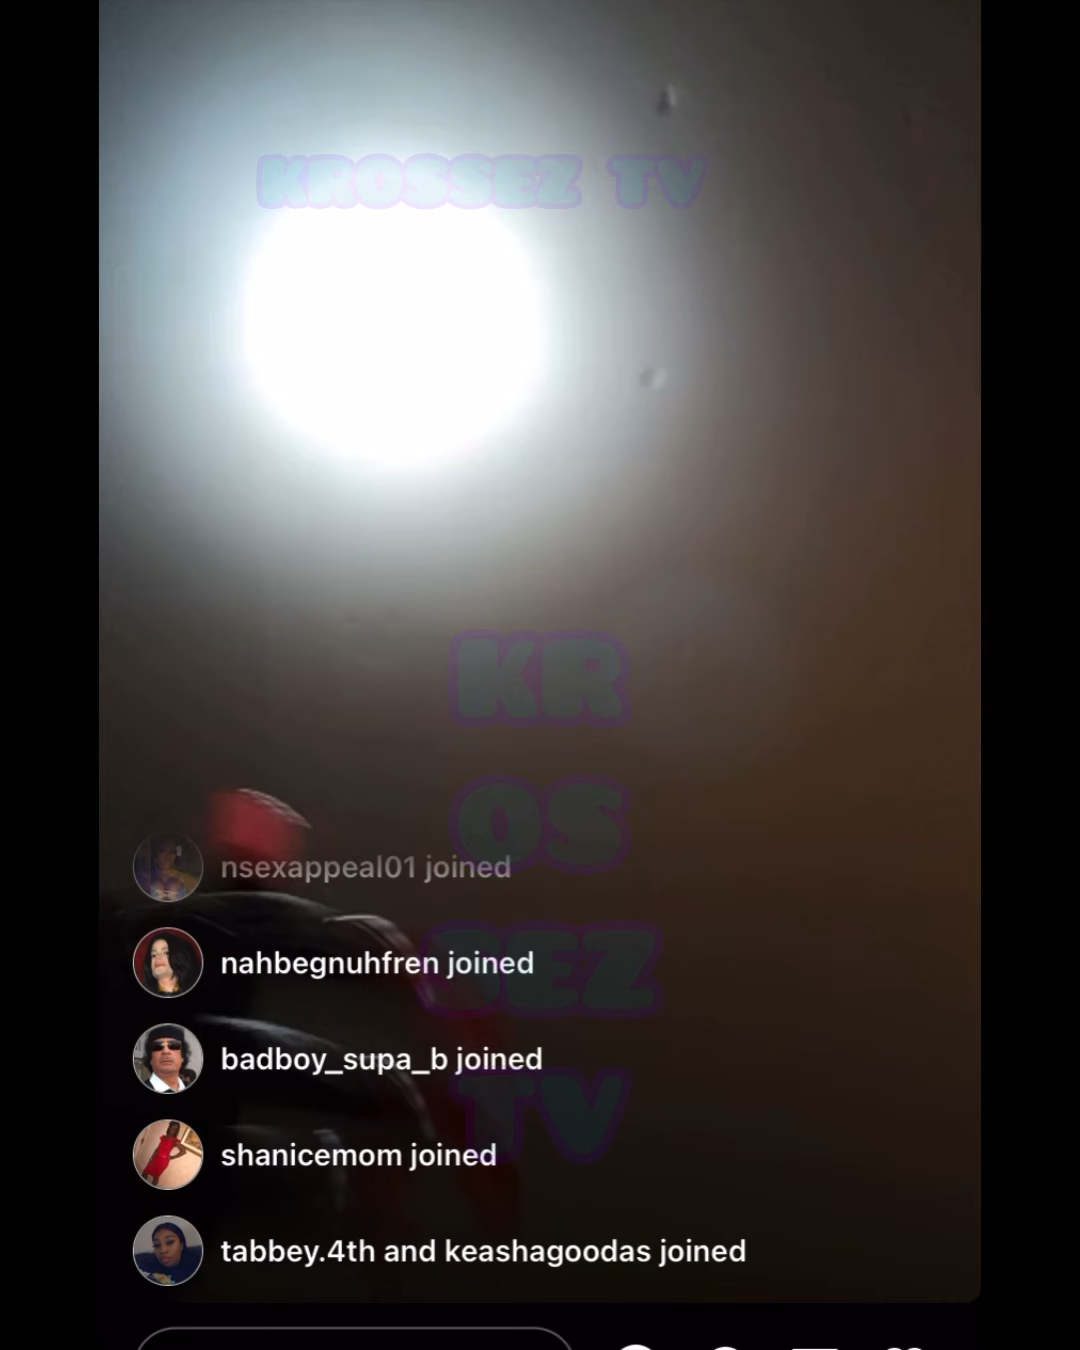 KROSSEZ TV
KR
OS
SEZ
TV
nsexappeal01 joined
nahbegnuhfren joined
badboy_supa_b joined
shanicemom joined
tabbey.4th and keashagoodas joined